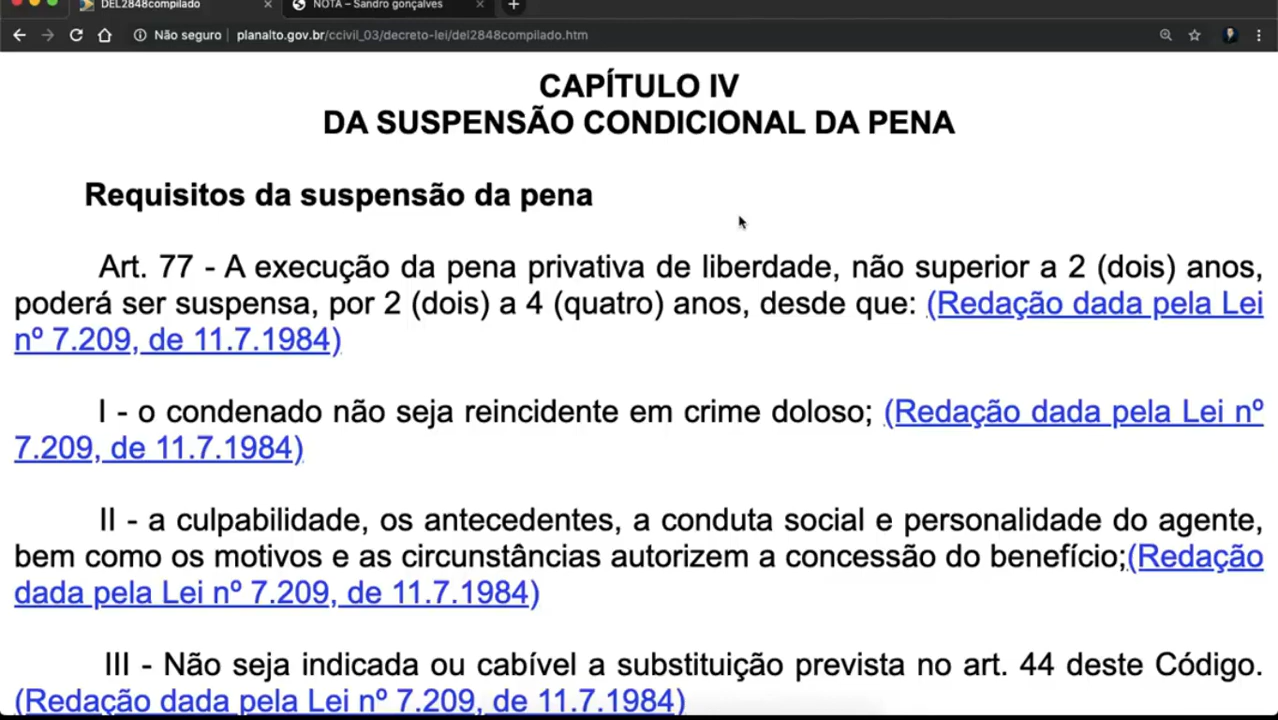 DEL2848compilado
NOTA – Sandro gonçalves
Não seguro
planalto.gov.br/ccivil_03/decreto-lei/del2848compilado.htm
CAPÍTULO IV
DA SUSPENSÃO CONDICIONAL DA PENA
Requisitos da suspensão da pena
Art. 77 - A execução da pena privativa de liberdade, não superior a 2 (dois) anos,
poderá ser suspensa, por 2 (dois) a 4 (quatro) anos, desde que: (Redação dada pela Lei
nº 7.209, de 11.7.1984)
I - o condenado não seja reincidente em crime doloso; (Redação dada pela Lei nº
7.209, de 11.7.1984)
II - a culpabilidade, os antecedentes, a conduta social e personalidade do agente,
bem como os motivos e as circunstâncias autorizem a concessão do benefício;(Redação
dada pela Lei nº 7.209, de 11.7.1984)
III - Não seja indicada ou cabível a substituição prevista no art. 44 deste Código.
(Redação dada pela Lei nº 7.209, de 11.7.1984)